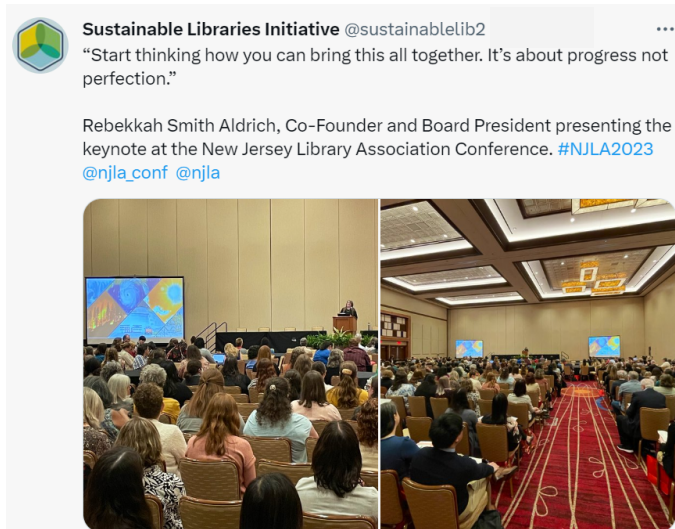 Sustainable Libraries Initiative @sustainablelib2
“Start thinking how you can bring this all together. It’s about progress not
perfection.”
Rebekkah Smith Aldrich, Co-Founder and Board President presenting the
keynote at the New Jersey Library Association Conference. #NJLA2023
@njla_conf @njla